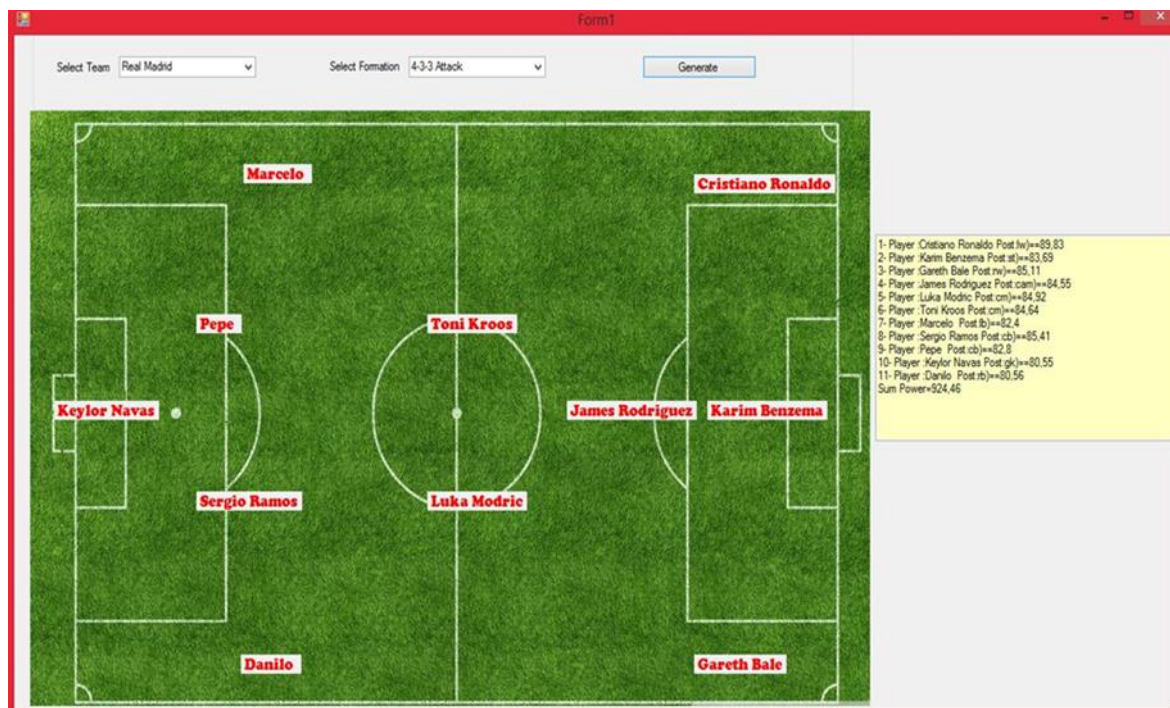 Form1
Select Team Real Madrid Select Formation 4-3-3 Attack Generate
Marcelo
Cristiano Ronaldo
Pepe Toni Kroos
Keylor Navas James Rodriguez Karim Benzema
Sergio Ramos Luka Modric
Danilo Gareth Bale
1- Player :Cristiano Ronaldo Post:lw)==89,83
2- Player :Karim Benzema Post:st)==83,69
3- Player :Gareth Bale Post:rw)==85,11
4- Player :James Rodriguez Post:cam)==84,55
5- Player :Luka Modric Post:cm)==84,92
6- Player :Toni Kroos Post:cm)==84,64
7- Player :Marcelo Post:lb)==82,4
8- Player :Sergio Ramos Post:cb)==85,41
9- Player :Pepe Post:cb)==82,8
10- Player :Keylor Navas Post:gk)==80,55
11- Player :Danilo Post:rb)==80,56
Sum Power=924,46